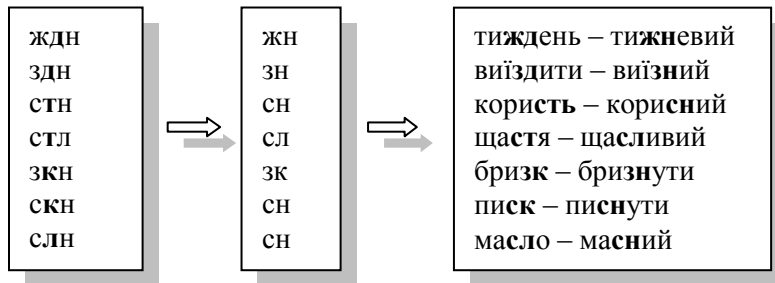 ждн
здн
стн
стл
зкн
скн
слн
жн
зн
сн
сл
зк
сн
сн
тиждень – тижневий
виїздити – виїзний
користь – корисний
щастя – щасливий
бризк – бризнути
писк – писнути
масло – масний